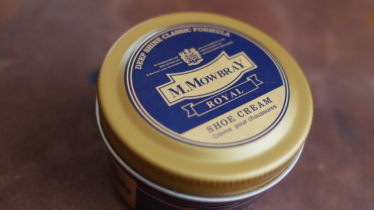 DEEP SHINE CLASSIC FORMULA
M.MOWBRAY
ROYAL
SHOE CREAM
Crème pour chaussures